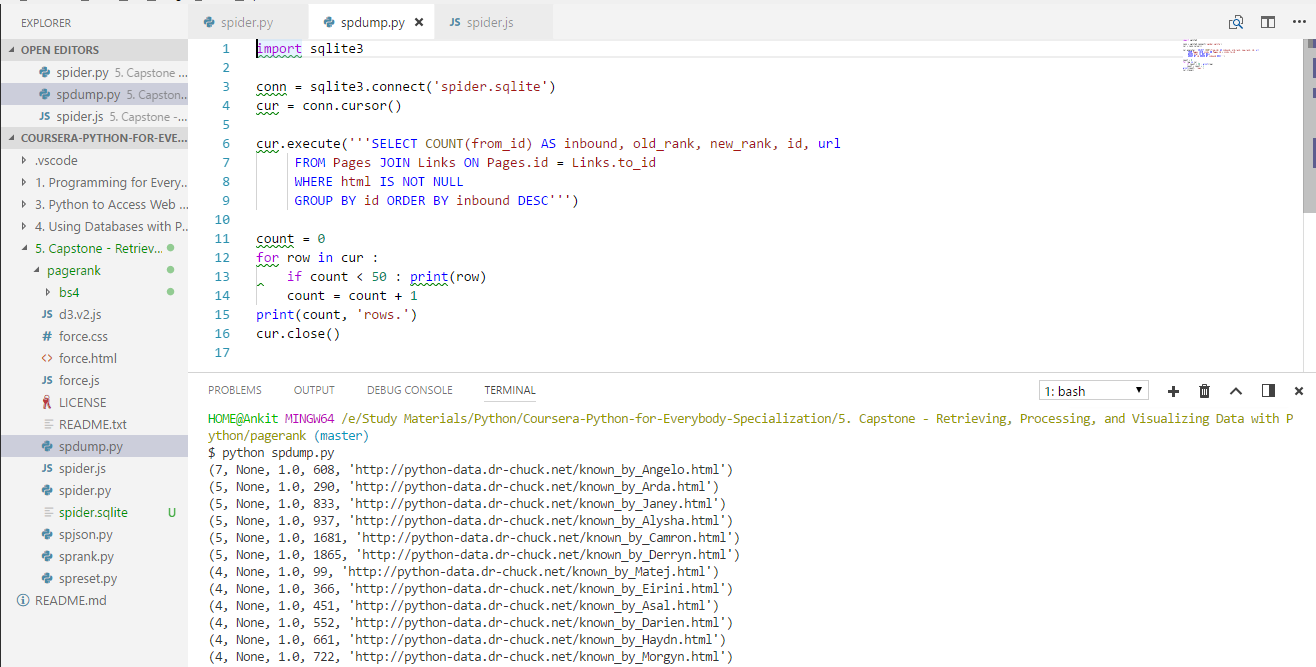 EXPLORER
OPEN EDITORS
spider.py 5. Capstone ...
spdump.py 5. Capston...
JS spider.js 5. Capstone -...
COURSERA-PYTHON-FOR-EVE...
.vscode
1. Programming for Every...
3. Python to Access Web ...
4. Using Databases with P...
5. Capstone - Retriev...
pagerank
bs4
JS d3.v2.js
# force.css
<> force.html
JS force.js
LICENSE
README.txt
spdump.py
JS spider.js
spider.py
spider.sqlite U
spjson.py
sprank.py
spreset.py
README.md
spider.py spdump.py × JS spider.js
1 import sqlite3
2
3 conn = sqlite3.connect('spider.sqlite')
4 cur = conn.cursor()
5
6 cur.execute('''SELECT COUNT(from_id) AS inbound, old_rank, new_rank, id, url
7 FROM Pages JOIN Links ON Pages.id = Links.to_id
8 WHERE html IS NOT NULL
9 GROUP BY id ORDER BY inbound DESC''')
10
11 count = 0
12 for row in cur :
13 if count < 50 : print(row)
14 count = count + 1
15 print(count, 'rows.')
16 cur.close()
17
PROBLEMS OUTPUT DEBUG CONSOLE TERMINAL 1: bash
HOME@Ankit MINGW64 /e/Study Materials/Python/Coursera-Python-for-Everybody-Specialization/5. Capstone - Retrieving, Processing, and Visualizing Data with P
ython/pagerank (master)
$ python spdump.py
(7, None, 1.0, 608, 'http://python-data.dr-chuck.net/known_by_Angelo.html')
(5, None, 1.0, 290, 'http://python-data.dr-chuck.net/known_by_Arda.html')
(5, None, 1.0, 833, 'http://python-data.dr-chuck.net/known_by_Janey.html')
(5, None, 1.0, 937, 'http://python-data.dr-chuck.net/known_by_Alysha.html')
(5, None, 1.0, 1681, 'http://python-data.dr-chuck.net/known_by_Camron.html')
(5, None, 1.0, 1865, 'http://python-data.dr-chuck.net/known_by_Derryn.html')
(4, None, 1.0, 99, 'http://python-data.dr-chuck.net/known_by_Matej.html')
(4, None, 1.0, 366, 'http://python-data.dr-chuck.net/known_by_Eirini.html')
(4, None, 1.0, 451, 'http://python-data.dr-chuck.net/known_by_Asal.html')
(4, None, 1.0, 552, 'http://python-data.dr-chuck.net/known_by_Darien.html')
(4, None, 1.0, 661, 'http://python-data.dr-chuck.net/known_by_Haydn.html')
(4, None, 1.0, 722, 'http://python-data.dr-chuck.net/known_by_Morgyn.html')